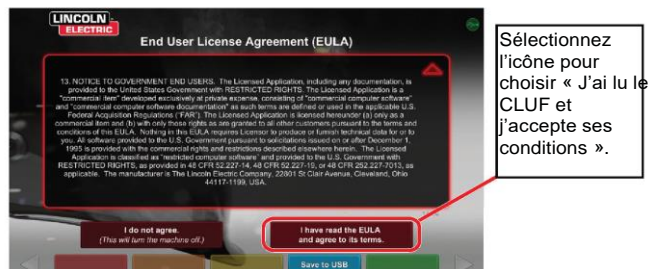 LINCOLN
ELECTRIC
End User License Agreement (EULA)
13. NOTICE TO GOVERNMENT END USERS. The Licensed Application, including any documentation, is
provided to the United States Government with RESTRICTED RIGHTS. The Licensed Application is a
"commercial item" developed exclusively at private expense, consisting of "commercial computer software"
and "commercial computer software documentation" as such terms are defined or used in the applicable U.S.
Federal Acquisition Regulations ("FAR"). The Licensed Application is licensed hereunder (a) only as a
commercial item and (b) with only those rights as are granted to all other customers pursuant to the terms and
conditions of this EULA. Nothing in this EULA requires Licensor to produce or furnish technical data for or to
you. All software provided to the U.S. Government pursuant to solicitations issued on or after December 1,
1995 is provided with the commercial rights and restrictions described elsewhere herein. The Licensed
Application is classified as "restricted computer software" and provided to the U.S. Government with
RESTRICTED RIGHTS, as provided in 48 CFR 52.227-14, 48 CFR 52.227-19, or 48 CFR 252.227-7013, as
applicable. The manufacturer is The Lincoln Electric Company, 22801 St Clair Avenue, Cleveland, Ohio
44117-1199, USA.
I do not agree.
(This will turn the machine off.)
I have read the EULA
and agree to its terms.
Save to USB
Sélectionnez
l'icône pour
choisir « J'ai lu le
CLUF et
j'accepte ses
conditions ».